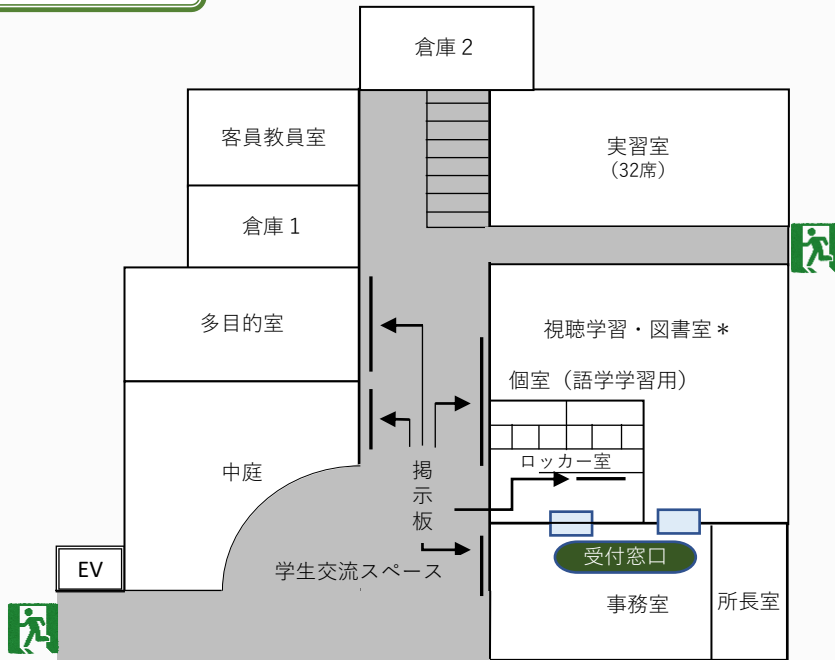 倉庫２
客員教員室
実習室
（32席）
倉庫１
多目的室
視聴学習・図書室＊
個室（語学学習用）
中庭
掲示板
ロッカー室
EV
学生交流スペース
受付窓口
事務室
所長室